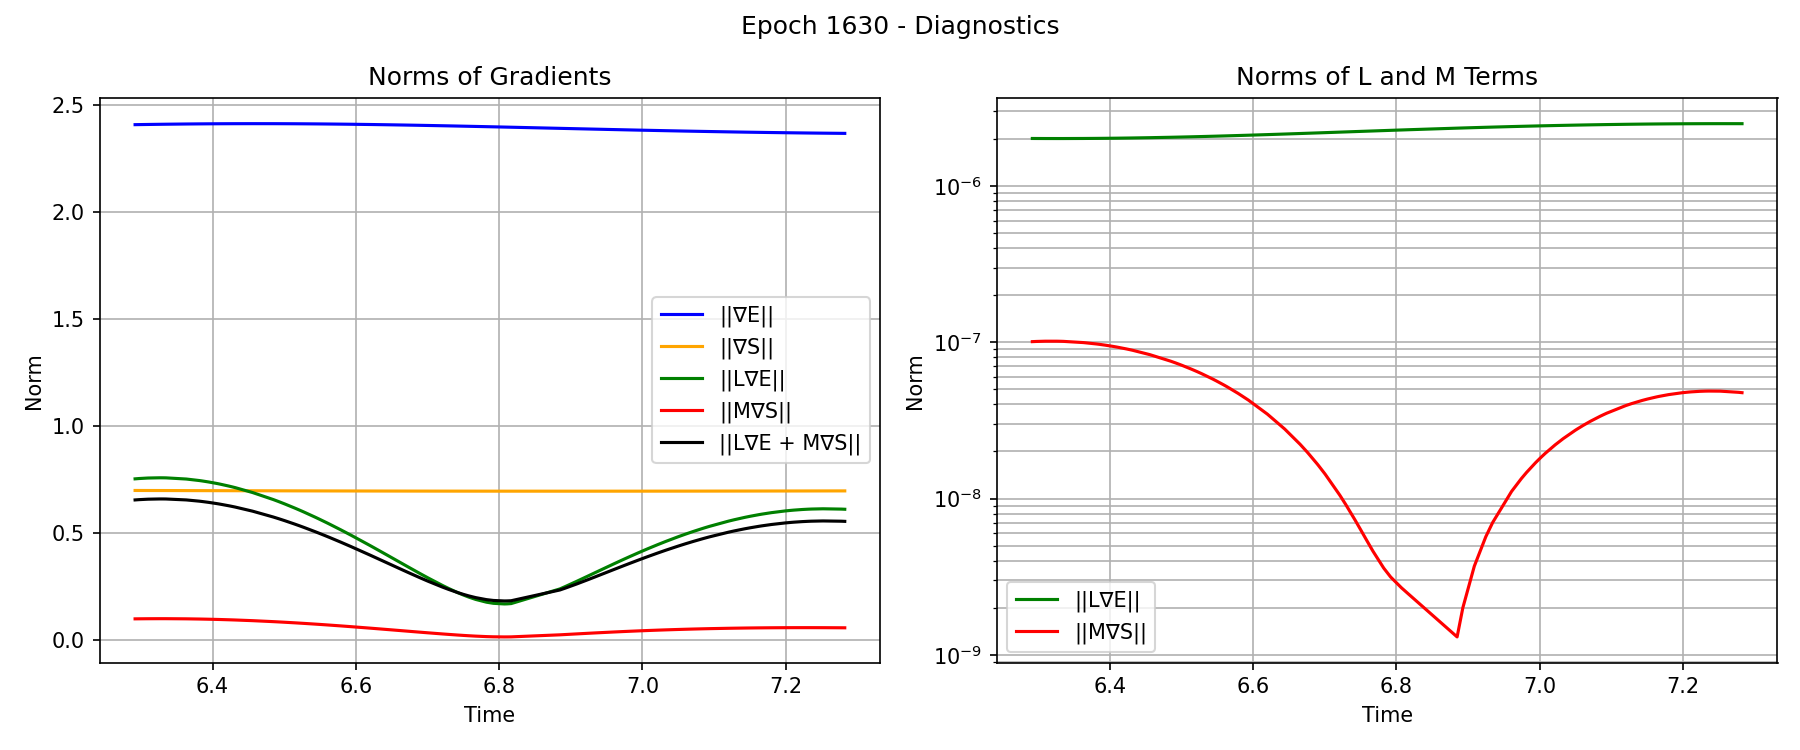 Epoch 1630 - Diagnostics
Norms of Gradients
Norm
2.5
2.0
1.5
1.0
0.5
0.0
||∇E||
||∇S||
||L∇E||
||M∇S||
||L∇E + M∇S||
6.4 6.6 6.8 7.0 7.2
Time
Norms of L and M Terms
Norm
10⁻⁶
10⁻⁷
10⁻⁸
10⁻⁹
||L∇E||
||M∇S||
6.4 6.6 6.8 7.0 7.2
Time